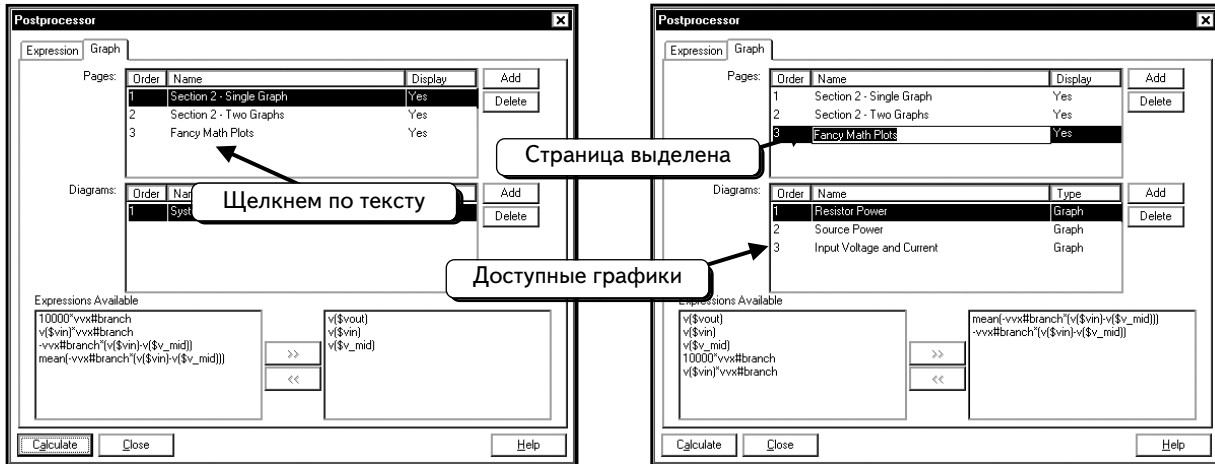 Postprocessor
Expression Graph
Pages:
Order Name Display
1 Section 2 - Single Graph Yes
2 Section 2 - Two Graphs Yes
3 Fancy Math Plots Yes
Add
Delete
Щелкнем по тексту
Diagrams:
Order Nam
1 Syst
Add
Delete
Expressions Available
10000*vvx#branch
v($vin)*vvx#branch
-vvx#branch*(v($vin)-v($v_mid))
mean(-vvx#branch*(v($vin)-v($v_mid)))
>>
<<
v($vout)
v($vin)
v($v_mid)
Calculate Close Help
Postprocessor
Expression Graph
Pages:
Order Name Display
1 Section 2 - Single Graph Yes
2 Section 2 - Two Graphs Yes
3 Fancy Math Plots Yes
Add
Delete
Страница выделена
Diagrams:
Order Name Type
1 Resistor Power Graph
2 Source Power Graph
3 Input Voltage and Current Graph
Add
Delete
Доступные графики
Expressions Available
v($vout)
v($vin)
v($v_mid)
10000*vvx#branch
v($vin)*vvx#branch
>>
<<
mean(-vvx#branch*(v($vin)-v($v_mid)))
-vvx#branch*(v($vin)-v($v_mid))
Calculate Close Help